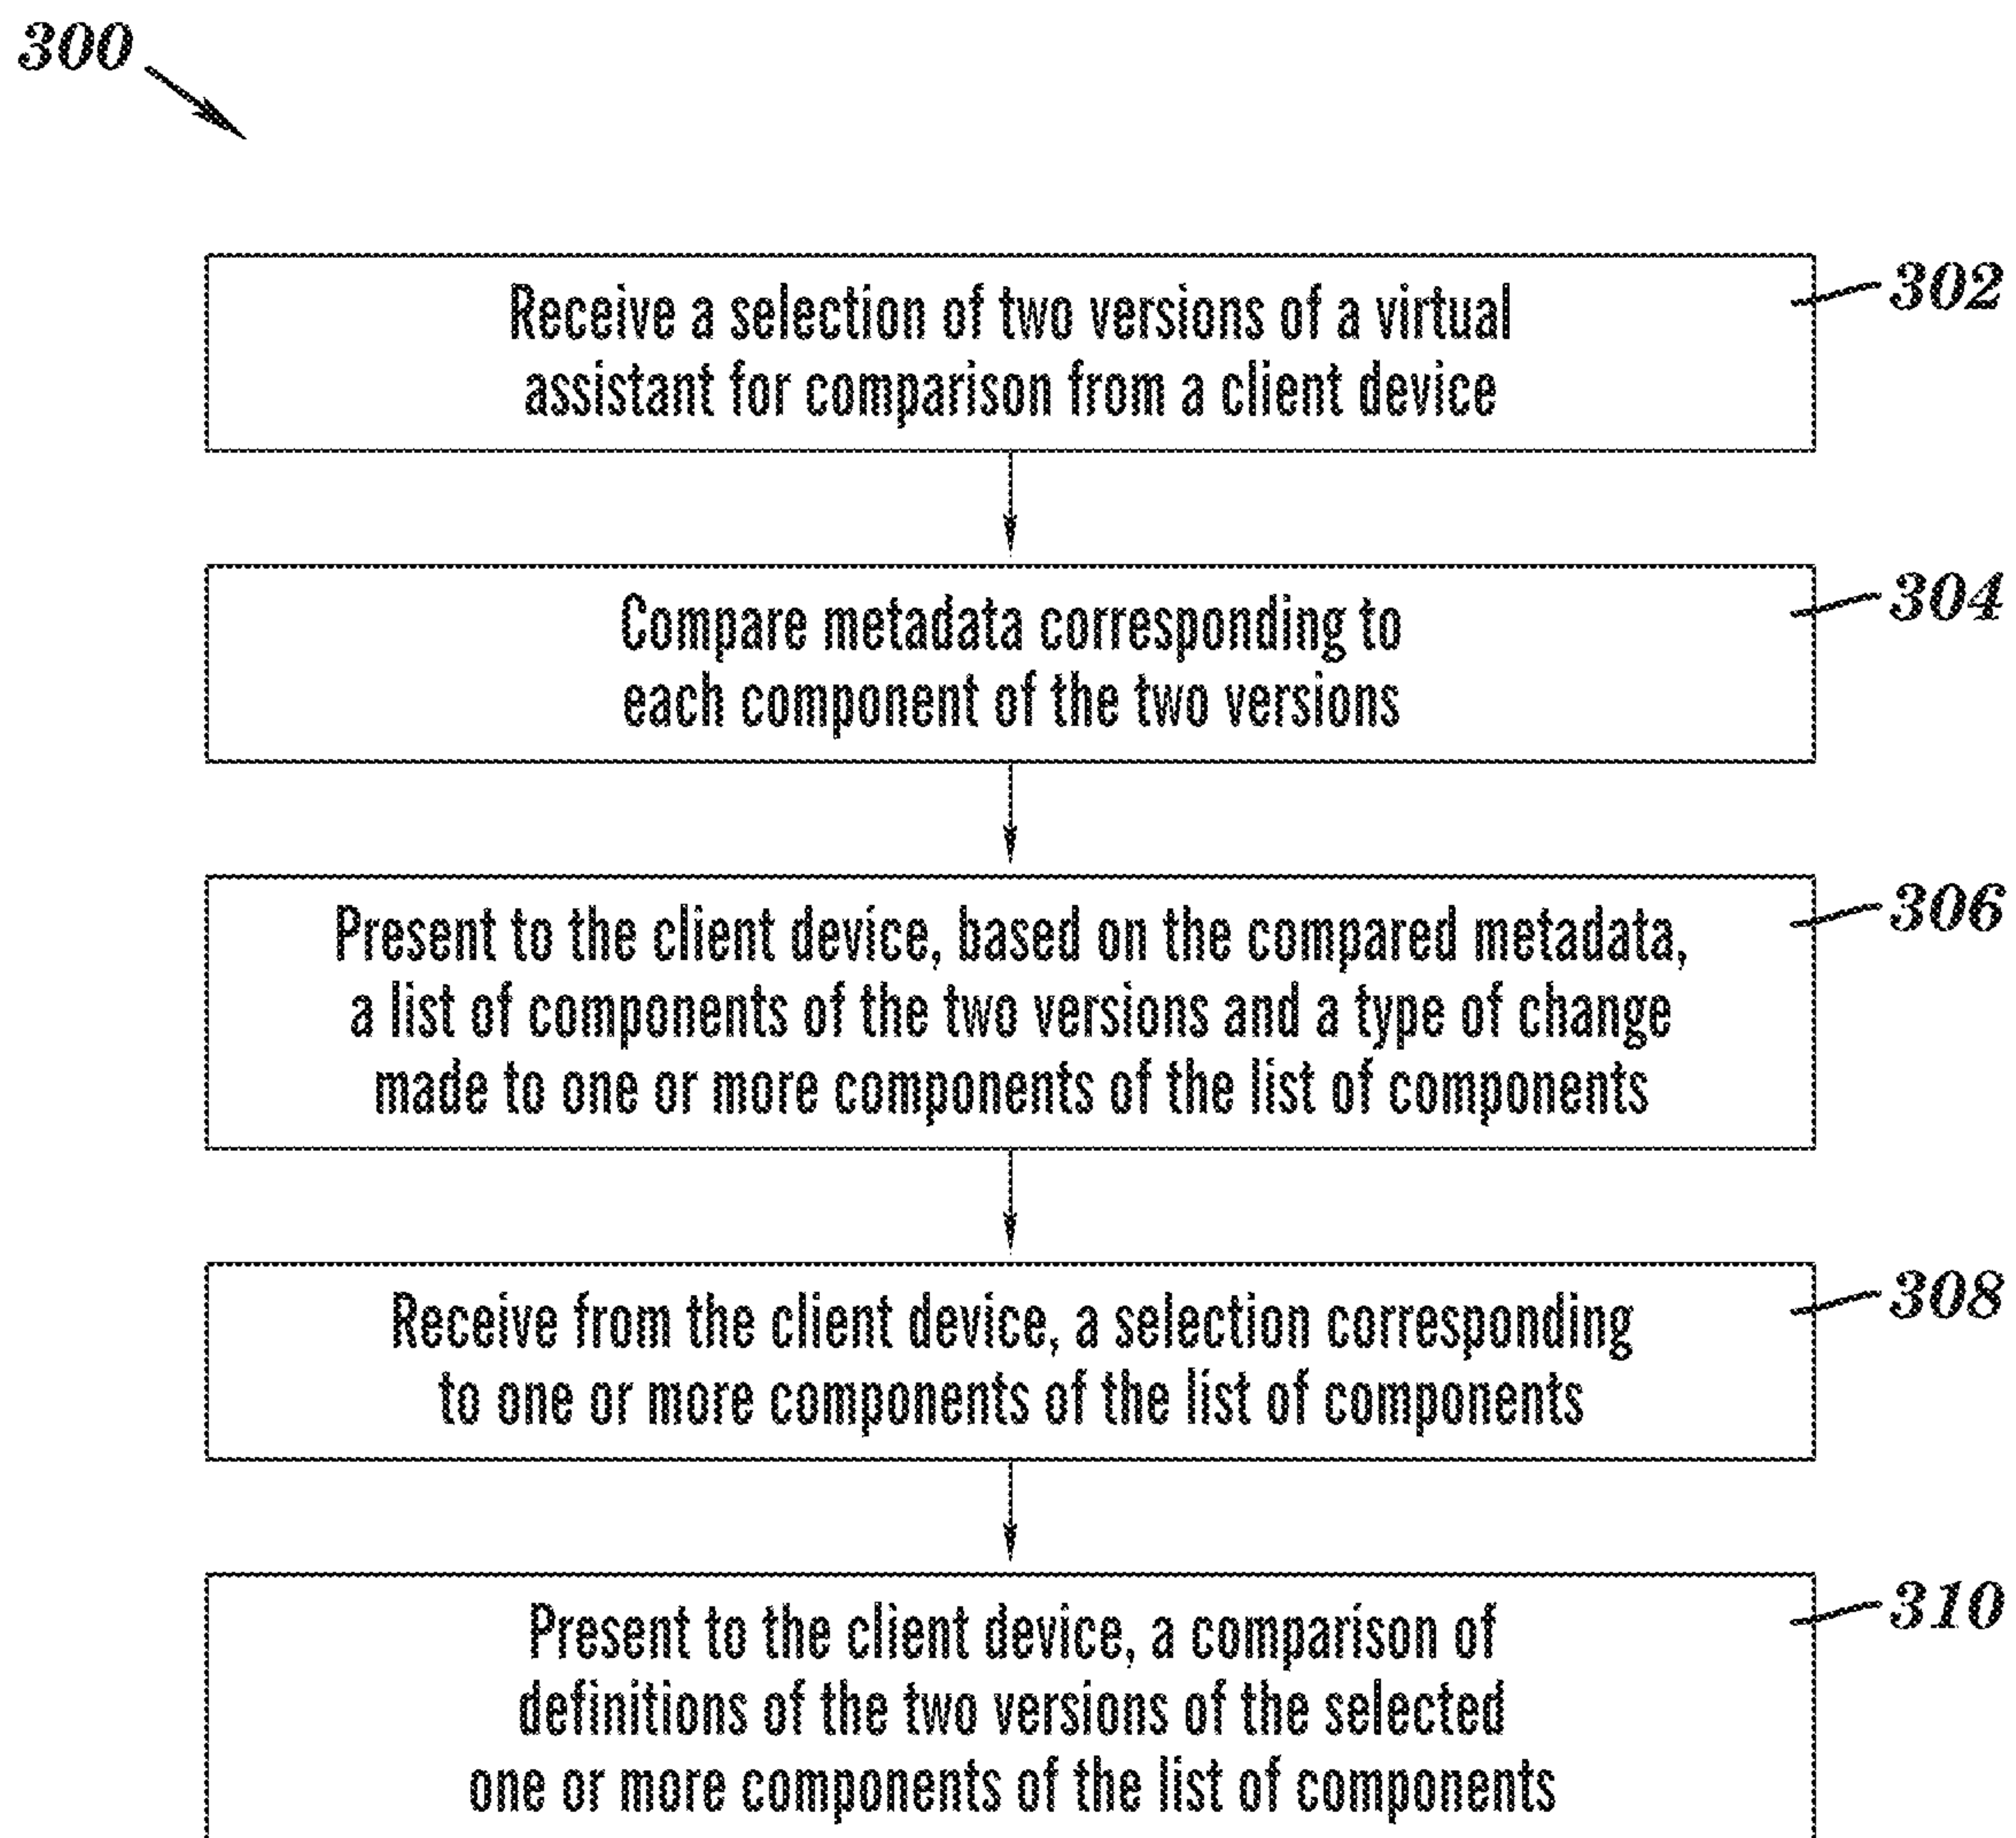 300
Receive a selection of two versions of a virtual
assistant for comparison from a client device
302
Compare metadata corresponding to
each component of the two versions
304
Present to the client device, based on the compared metadata,
a list of components of the two versions and a type of change
made to one or more components of the list of components
306
Receive from the client device, a selection corresponding
to one or more components of the list of components
308
Present to the client device, a comparison of
definitions of the two versions of the selected
one or more components of the list of components
310